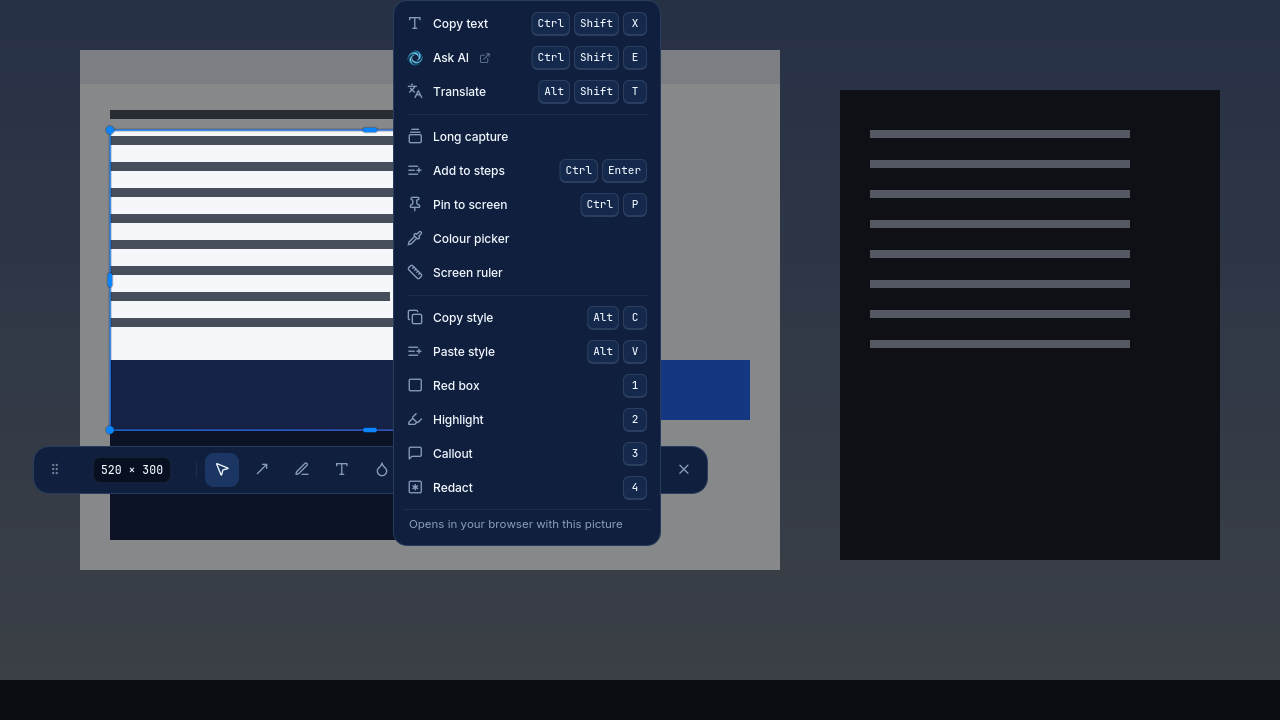 Copy text Ctrl Shift X
Ask AI Ctrl Shift E
Translate Alt Shift T
Long capture
Add to steps Ctrl Enter
Pin to screen Ctrl P
Colour picker
Screen ruler
Copy style Alt C
Paste style Alt V
Red box 1
Highlight 2
Callout 3
Redact 4
Opens in your browser with this picture
520 × 300